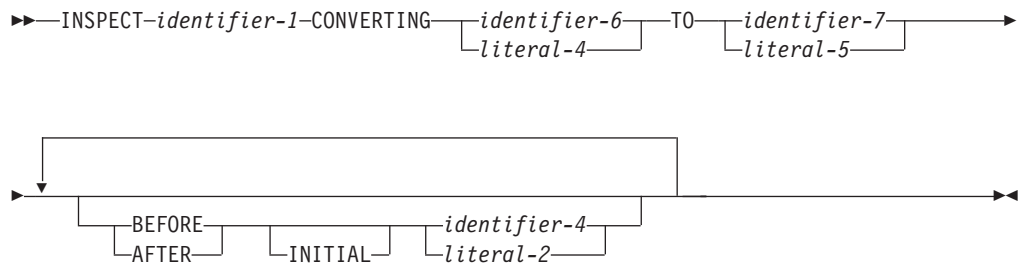 INSPECT identifier-1 CONVERTING identifier-6 TO identifier-7
literal-4 literal-5
BEFORE identifier-4
AFTER INITIAL literal-2